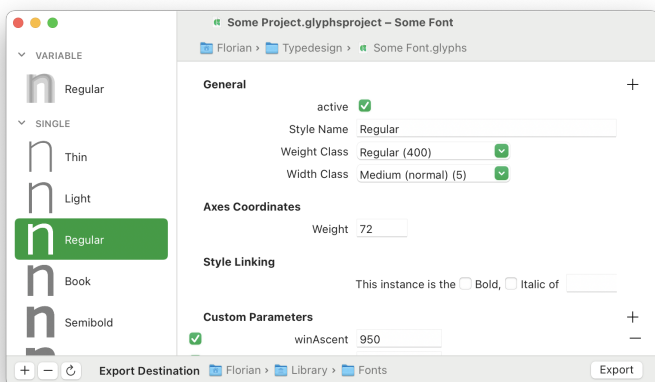 Some Project.glyphsproject – Some Font
Florian › Typedesign › Some Font.glyphs
VARIABLE
n Regular
SINGLE
n Thin
n Light
n Regular
n Book
n Semibold
General +
active
Style Name Regular
Weight Class Regular (400)
Width Class Medium (normal) (5)
Axes Coordinates
Weight 72
Style Linking
This instance is the Bold, Italic of
Custom Parameters +
winAscent 950 −
+ − Export Destination Florian › Library › Fonts Export